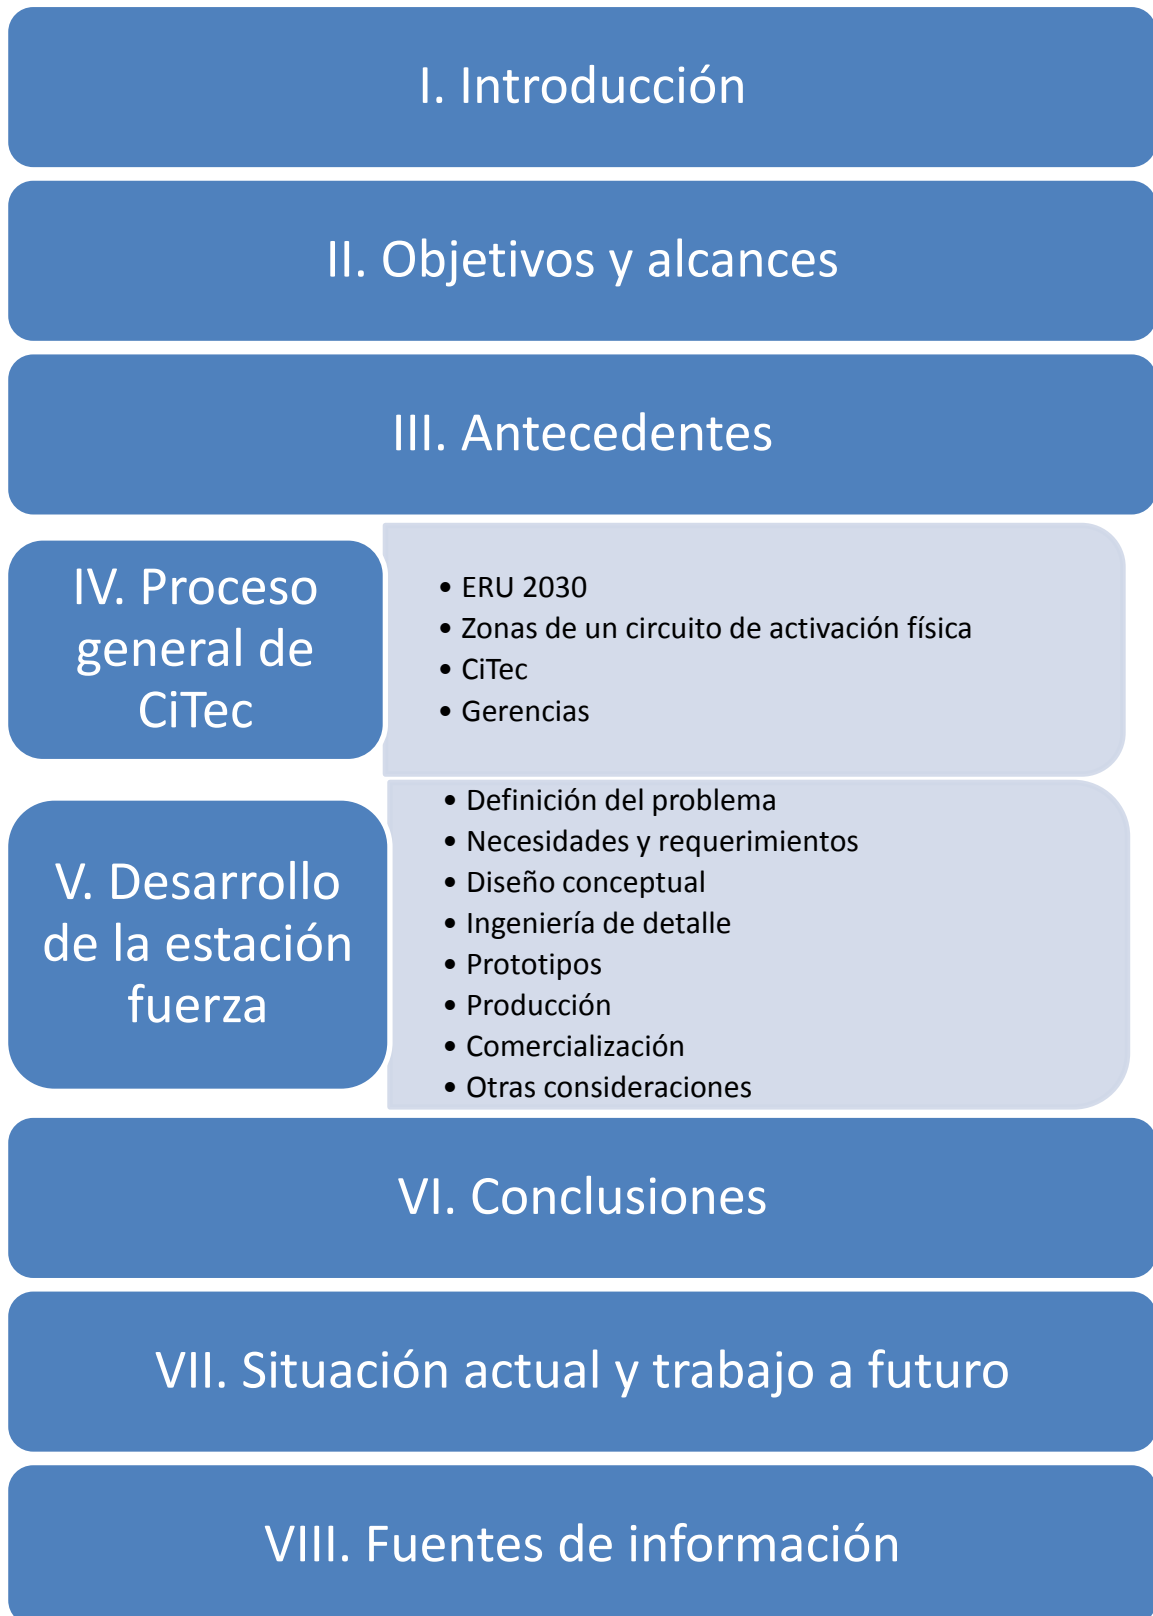 I. Introducción
II. Objetivos y alcances
III. Antecedentes
IV. Proceso
general de
CiTec
• ERU 2030
• Zonas de un circuito de activación física
• CiTec
• Gerencias
V. Desarrollo
de la estación
fuerza
• Definición del problema
• Necesidades y requerimientos
• Diseño conceptual
• Ingeniería de detalle
• Prototipos
• Producción
• Comercialización
• Otras consideraciones
VI. Conclusiones
VII. Situación actual y trabajo a futuro
VIII. Fuentes de información